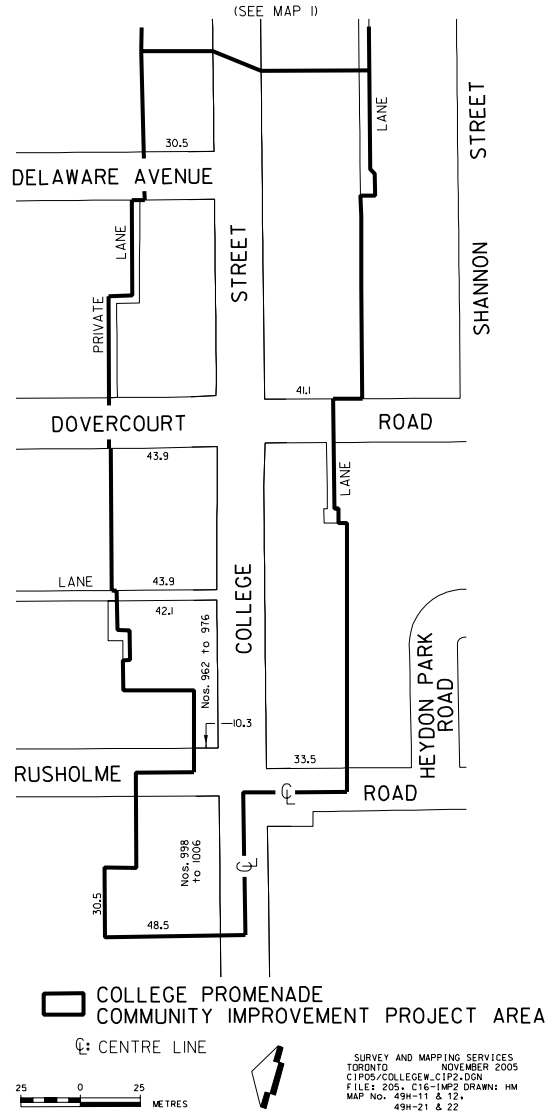 (SEE MAP 1)
LANE
STREET
30.5
DELAWARE AVENUE
LANE
STREET
SHANNON
PRIVATE
41.1
DOVERCOURT
ROAD
43.9
LANE
LANE
43.9
42.1
COLLEGE
Nos. 962 to 976
HEYDON PARK
ROAD
10.3
33.5
RUSHOLME
℄
ROAD
Nos. 998
to 1006
℄
30.5
48.5
COLLEGE PROMENADE
COMMUNITY IMPROVEMENT PROJECT AREA
℄: CENTRE LINE
25 0 25
METRES
SURVEY AND MAPPING SERVICES
TORONTO NOVEMBER 2005
CIP05/COLLEGEW_CIP2.DGN
FILE: 205. C16-IMP2 DRAWN: HM
MAP No. 49H-11 & 12.
49H-21 & 22